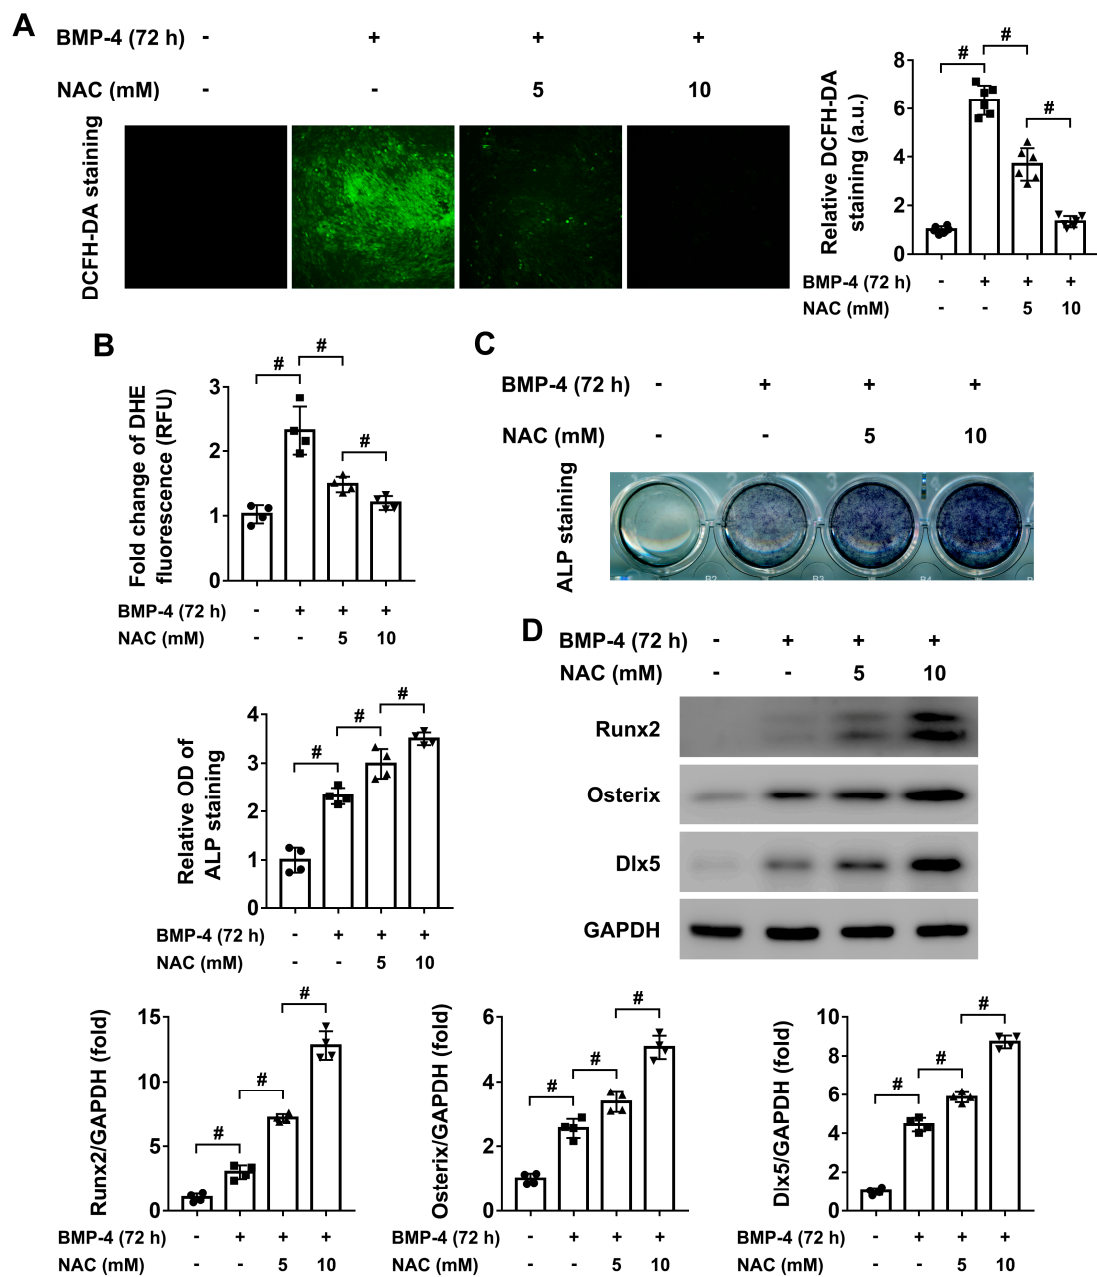 A
BMP-4 (72 h) - + + +
NAC (mM) - - 5 10
DCFH-DA staining
Relative DCFH-DA
staining (a.u.)
8
6
4
2
0
# # #
BMP-4 (72 h) - + + +
NAC (mM) - - 5 10
B
Fold change of DHE
fluorescence (RFU)
3
2
1
0
# # #
BMP-4 (72 h) - + + +
NAC (mM) - - 5 10
C
BMP-4 (72 h) - + + +
NAC (mM) - - 5 10
ALP staining
B2 B3 B4
Relative OD of
ALP staining
4
3
2
1
0
# # #
BMP-4 (72 h) - + + +
NAC (mM) - - 5 10
D
BMP-4 (72 h) - + + +
NAC (mM) - - 5 10
Runx2
Osterix
Dlx5
GAPDH
Runx2/GAPDH (fold)
15
10
5
0
# # #
BMP-4 (72 h) - + + +
NAC (mM) - - 5 10
Osterix/GAPDH (fold)
6
4
2
0
# # #
BMP-4 (72 h) - + + +
NAC (mM) - - 5 10
Dlx5/GAPDH (fold)
10
8
6
4
2
0
# # #
BMP-4 (72 h) - + + +
NAC (mM) - - 5 10